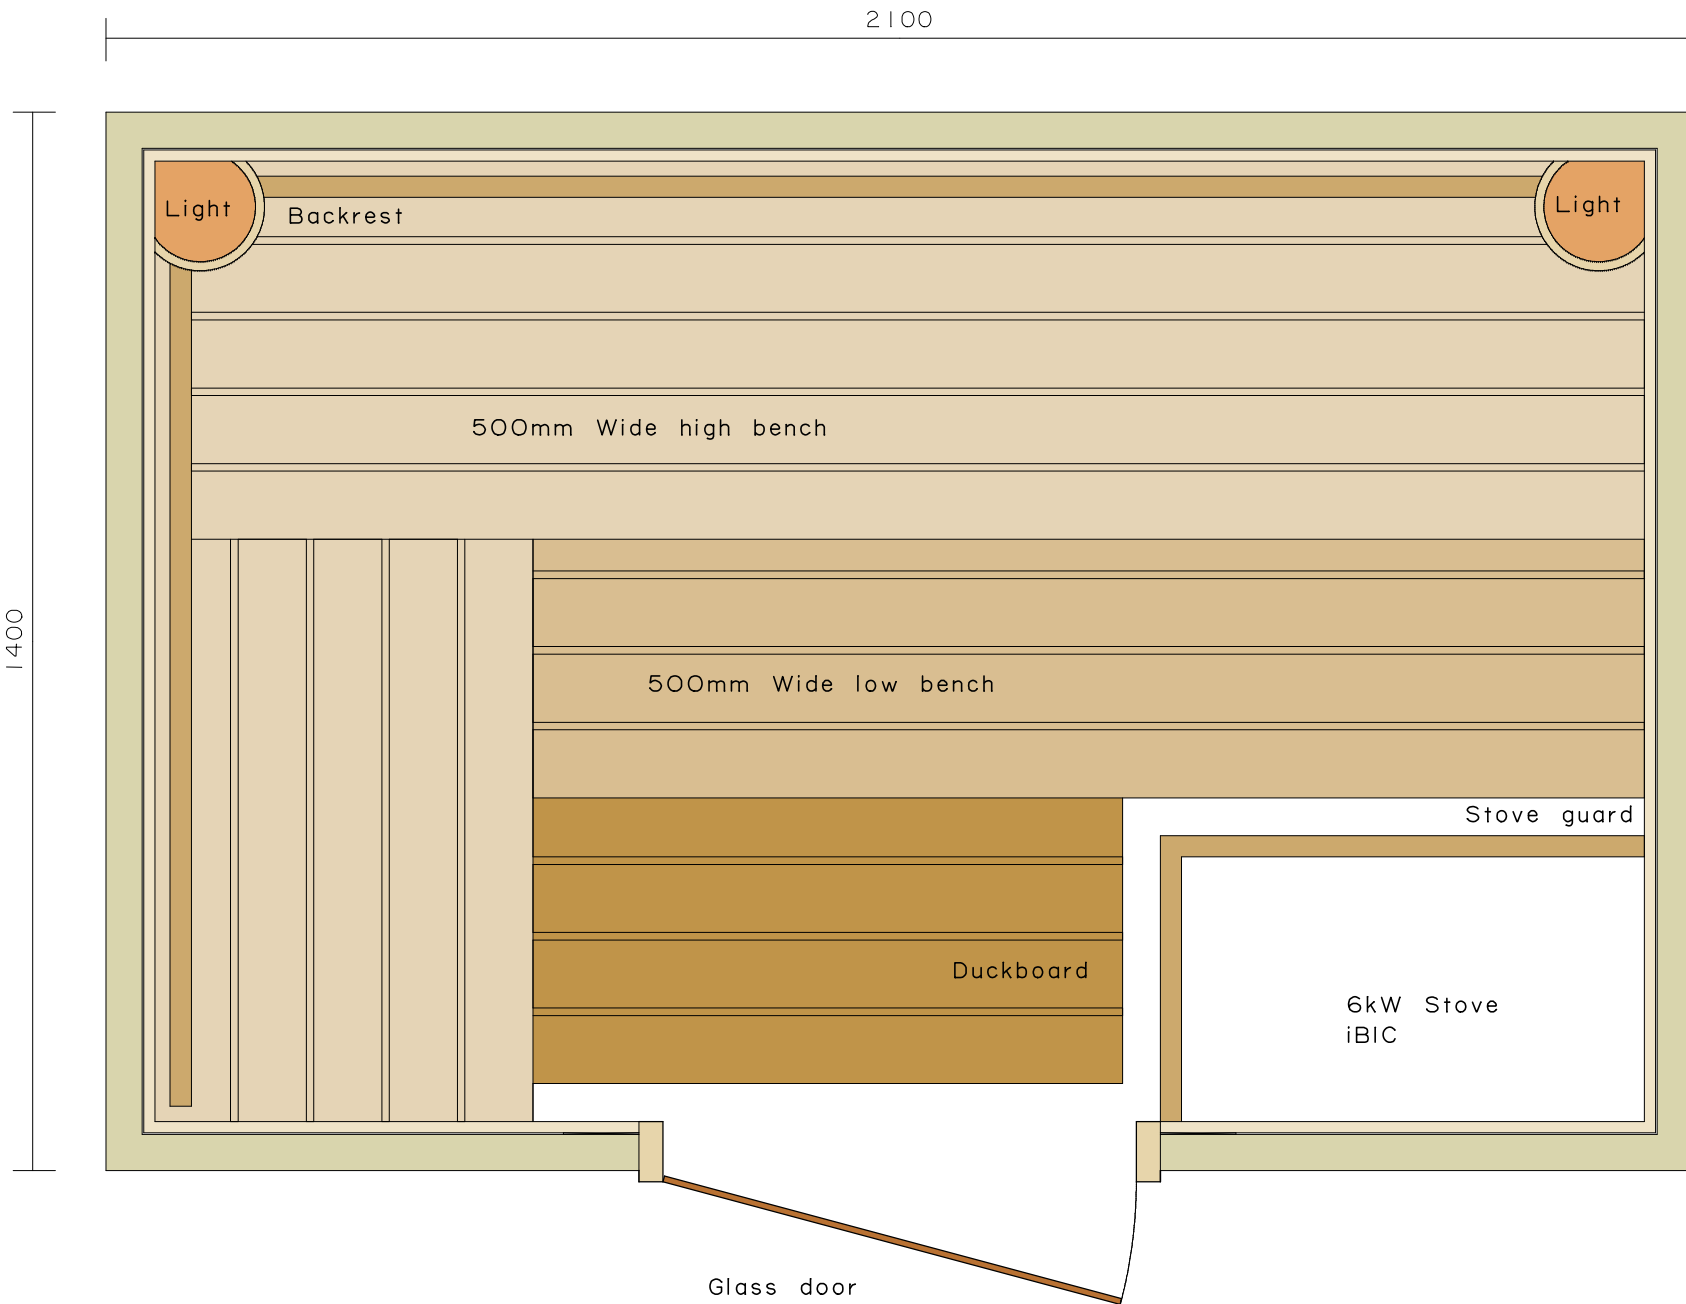 2100
Light
Light
Backrest
500mm Wide high bench
1400
500mm Wide low bench
Stove guard
Duckboard
6kW Stove
iBIC
Glass door